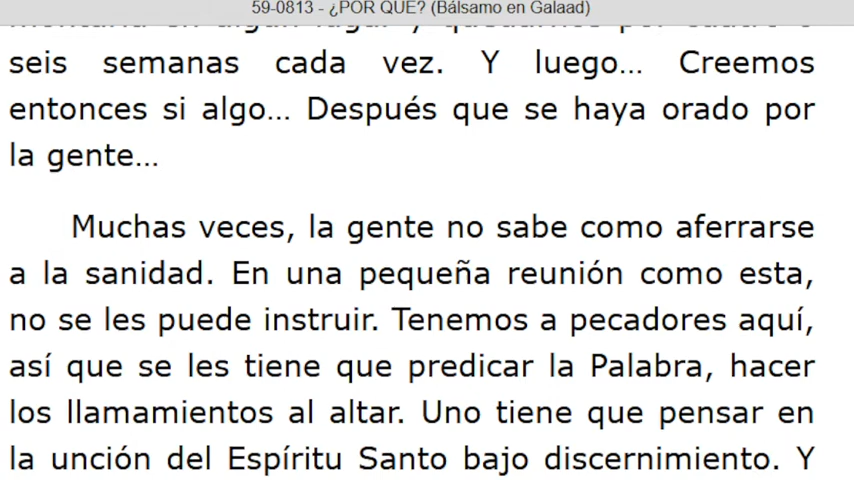 59-0813 - ¿POR QUE? (Bálsamo en Galaad)
seis semanas cada vez. Y luego… Creemos
entonces si algo… Después que se haya orado por
la gente…
Muchas veces, la gente no sabe como aferrarse
a la sanidad. En una pequeña reunión como esta,
no se les puede instruir. Tenemos a pecadores aquí,
así que se les tiene que predicar la Palabra, hacer
los llamamientos al altar. Uno tiene que pensar en
la unción del Espíritu Santo bajo discernimiento. Y